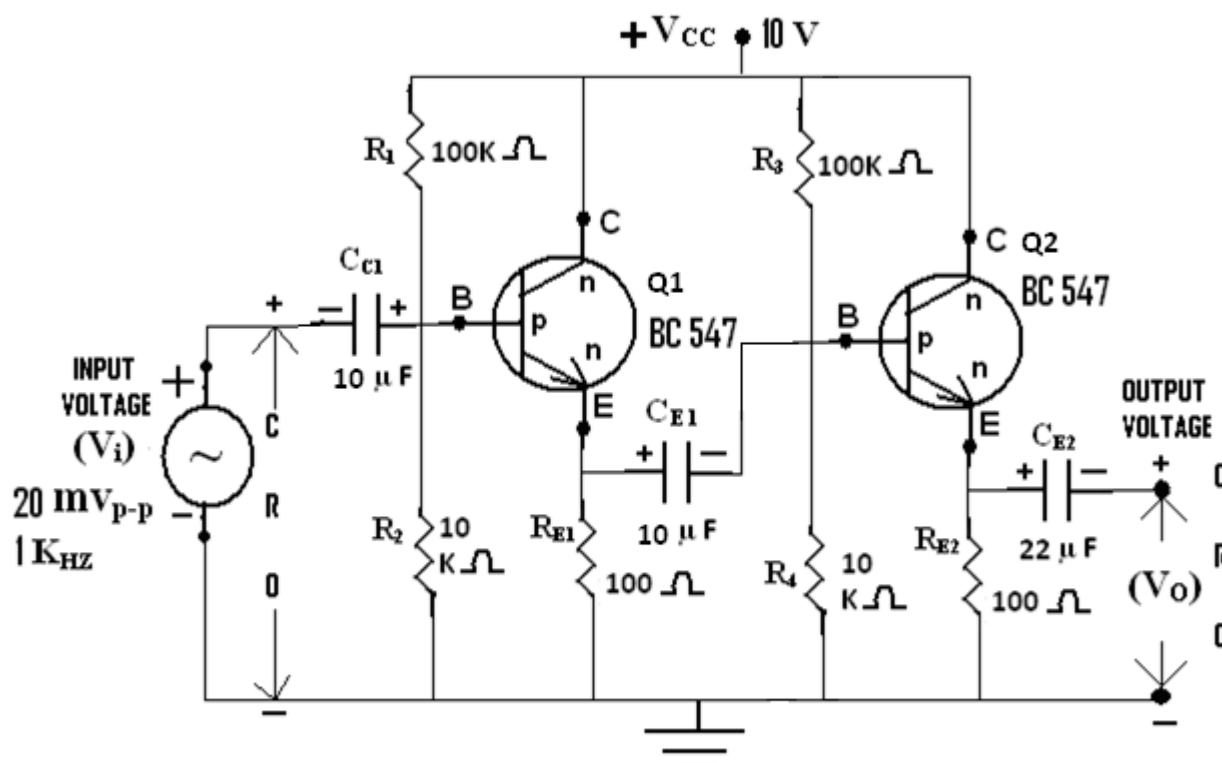 +VCC 10 V
R1
100K Ω
R3
100K Ω
C
Q1
BC 547
B
n
p
n
E
C
Q2
BC 547
B
n
p
n
E
CC1
+
− +
10 μF
INPUT
VOLTAGE
(Vi)
20 mvp-p
1 KHZ
+
~
−
C
R
O
−
R2
10
KΩ
RE1
100 Ω
CE1
+ −
10 μF
R4
10
KΩ
RE2
100 Ω
CE2
+ −
22 μF
OUTPUT
VOLTAGE
+
(VO)
−